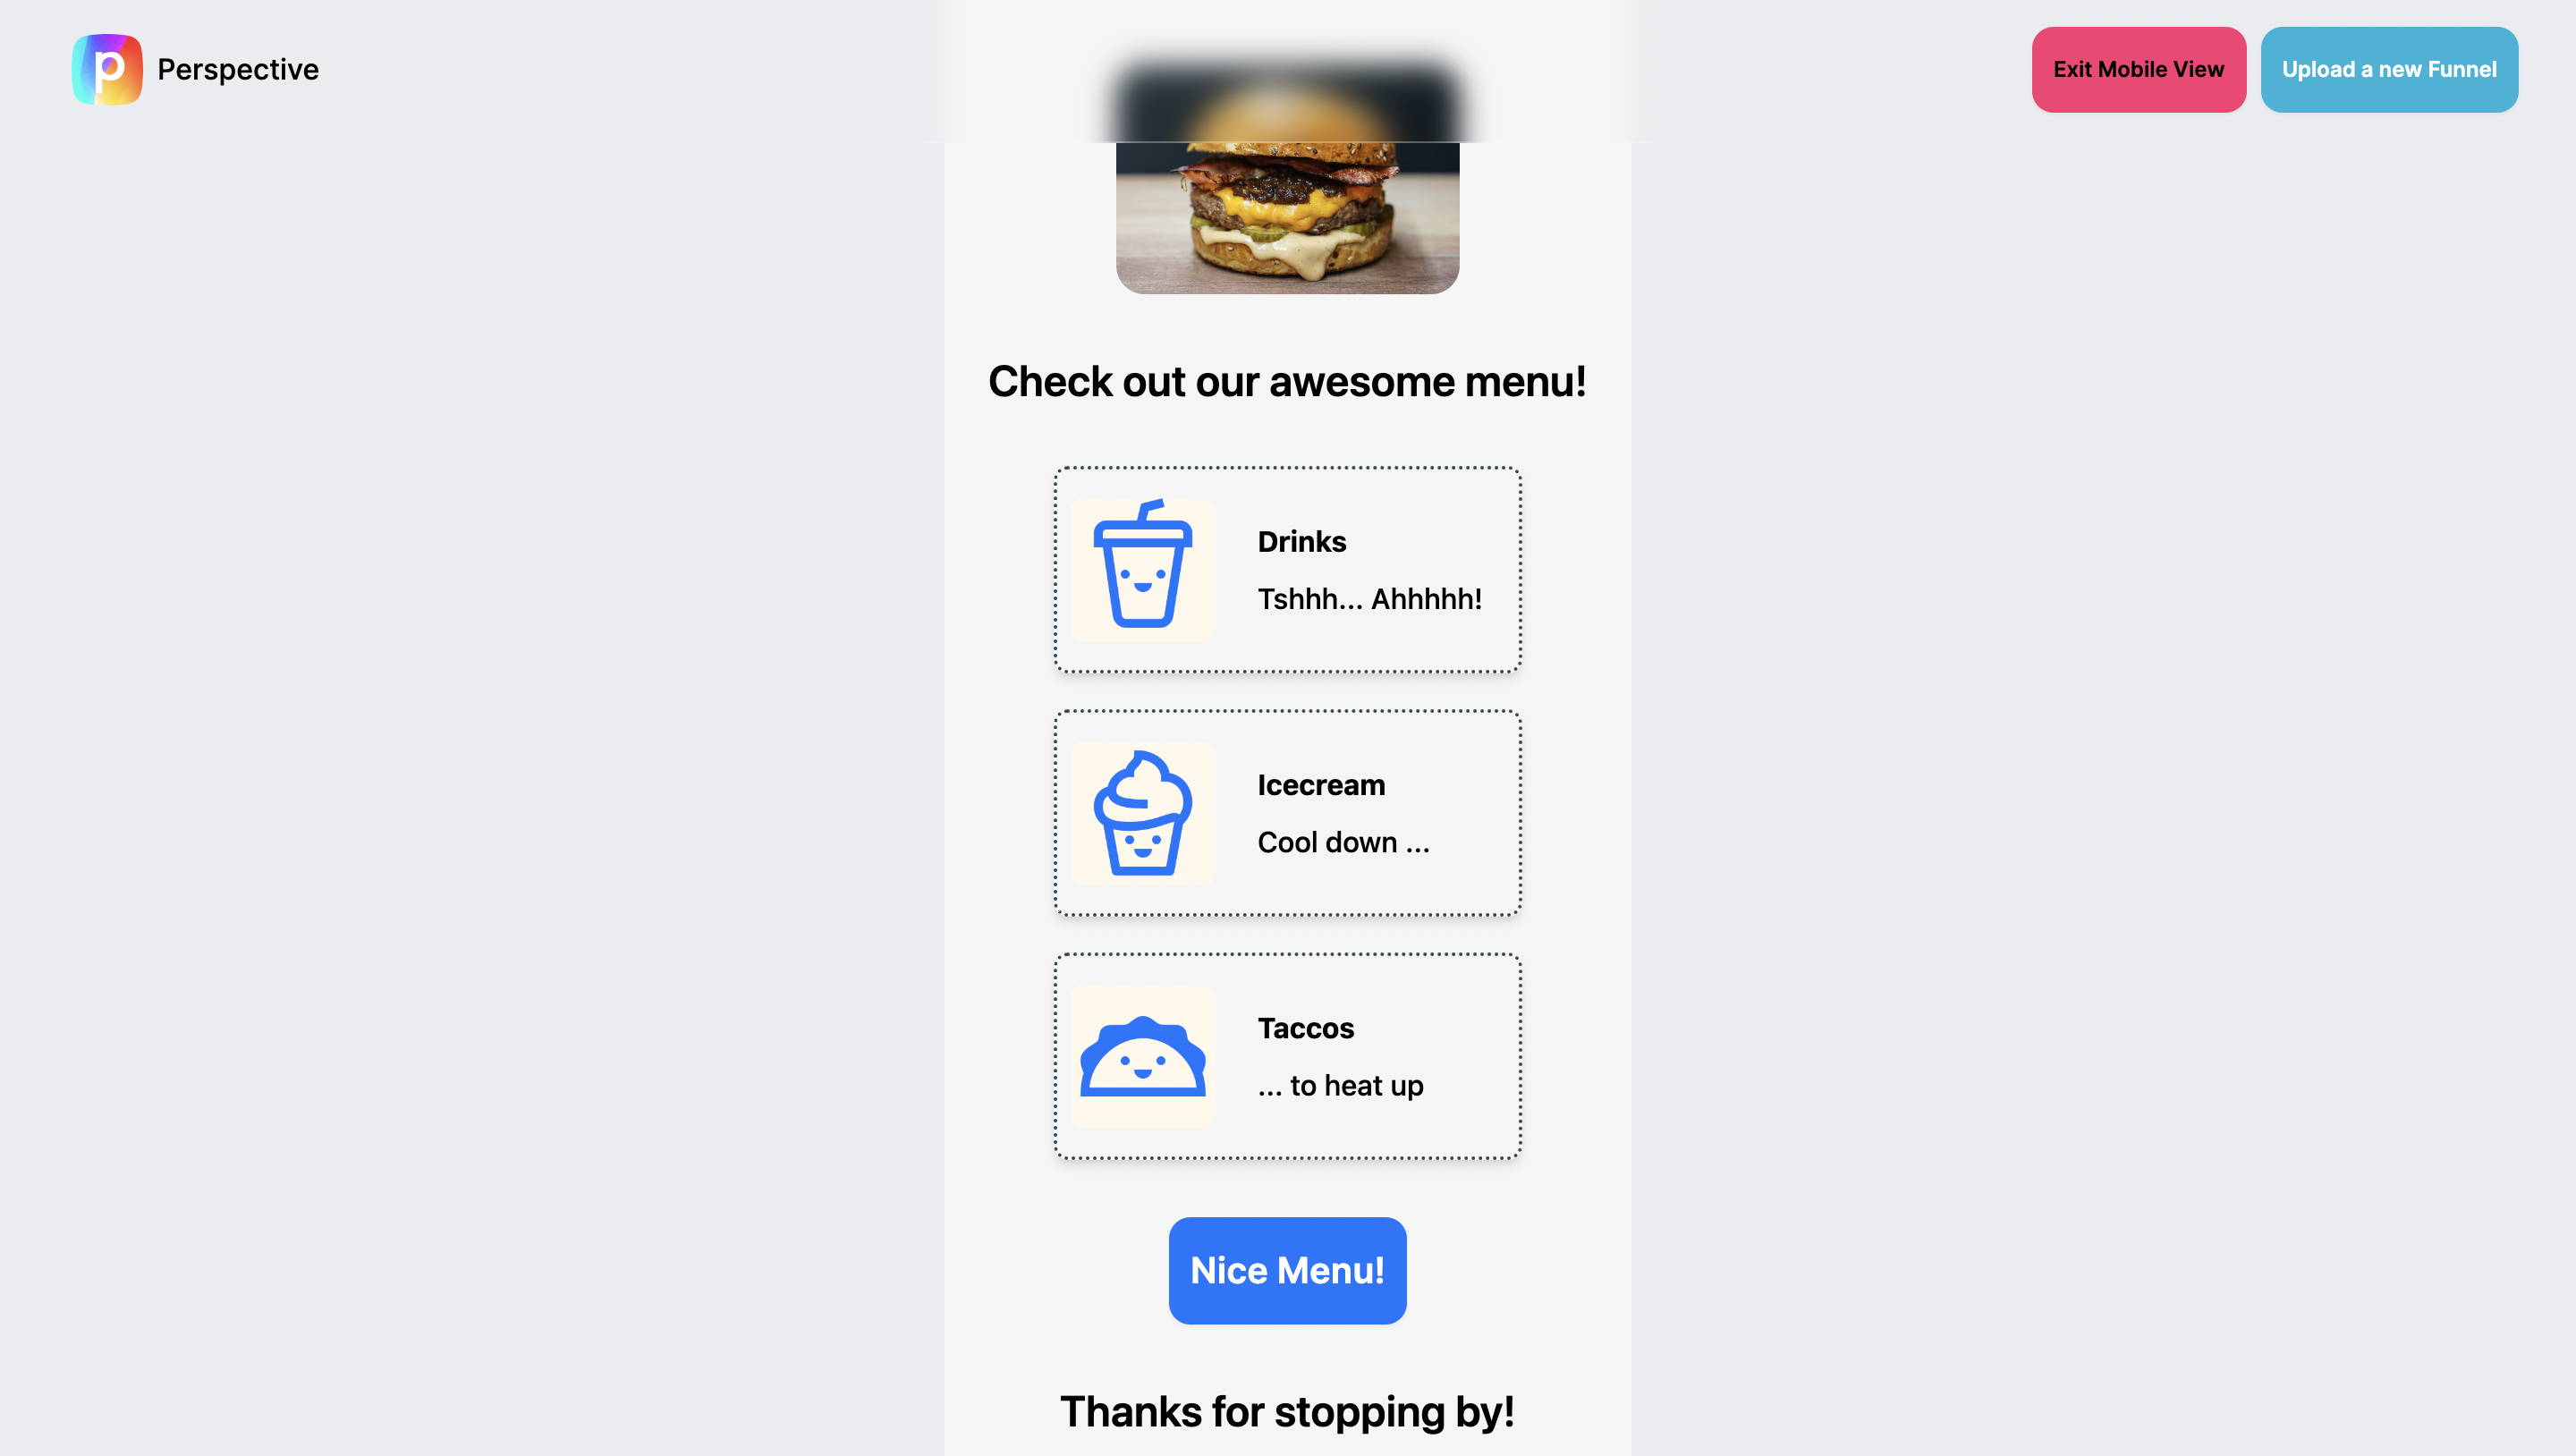 p Perspective
Exit Mobile View
Upload a new Funnel
Check out our awesome menu!
Drinks
Tshhh... Ahhhhh!
Icecream
Cool down ...
Taccos
... to heat up
Nice Menu!
Thanks for stopping by!